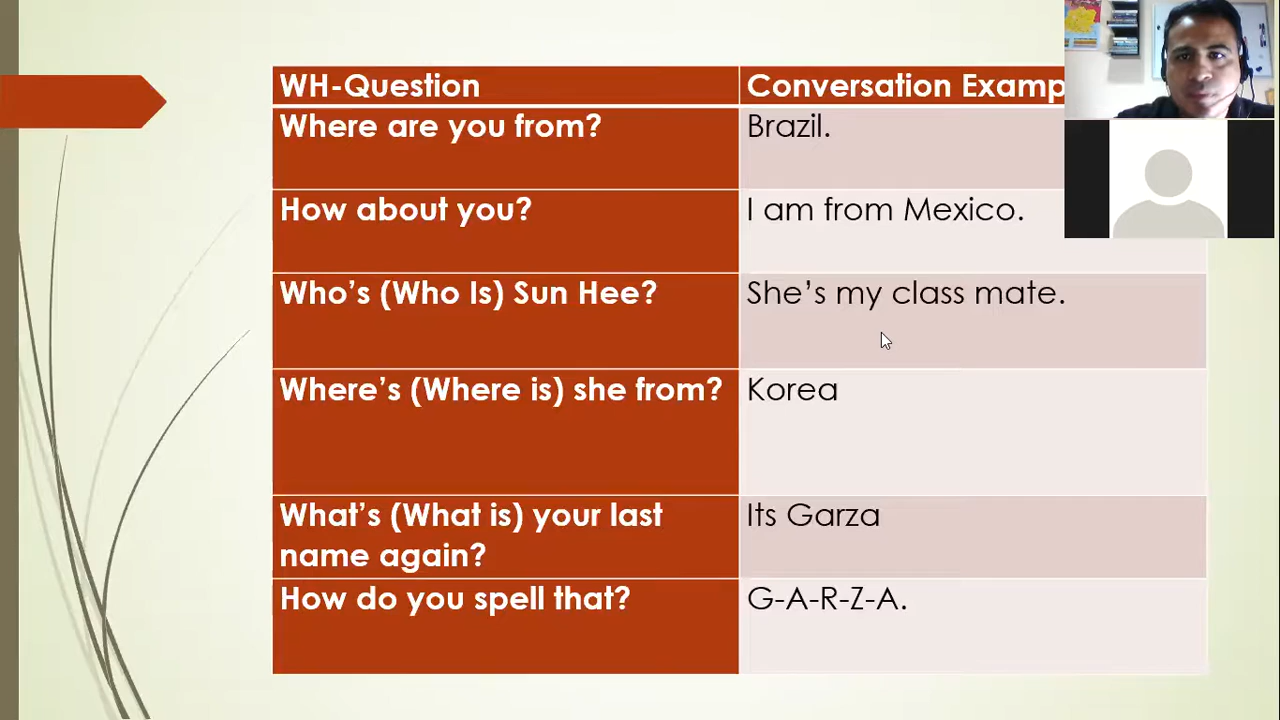 WH-Question
Conversation Examp
Where are you from?
Brazil.
How about you?
I am from Mexico.
Who's (Who Is) Sun Hee?
She's my class mate.
Where's (Where is) she from?
Korea
What's (What is) your last
name again?
Its Garza
How do you spell that?
G-A-R-Z-A.